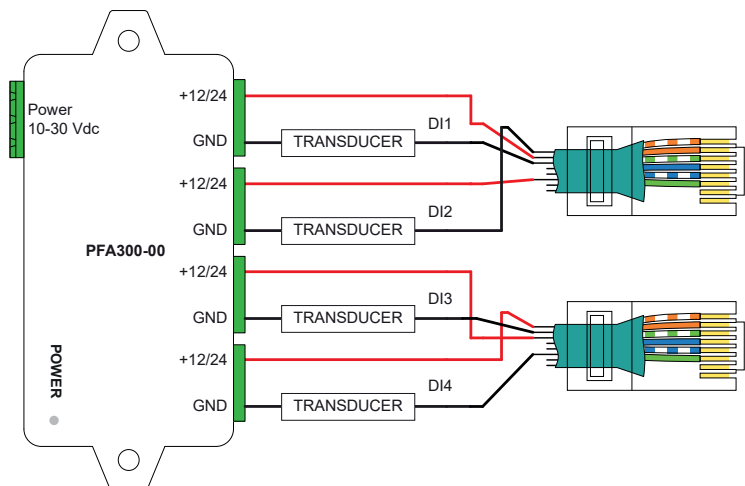 Power
10-30 Vdc
+12/24
GND
TRANSDUCER
DI1
+12/24
GND
TRANSDUCER
DI2
PFA300-00
+12/24
GND
TRANSDUCER
DI3
+12/24
GND
TRANSDUCER
DI4
POWER